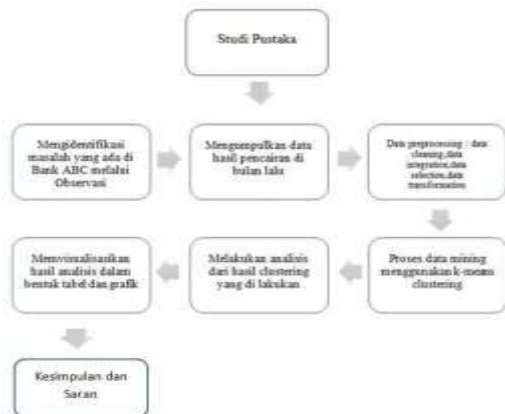 Studi Pustaka
Mengidentifikasi
masalah yang ada di
Bank ABC melalui
Observasi
Mengumpulkan data
hasil pencairan di
bulan lalu
Data preprocessing : data
cleaning,data
integration,data
selection,data
transformation
Proses data mining
menggunakan k-means
clustering
Melakukan analisis
dari hasil clustering
yang di lakukan
Memvisualisasikan
hasil analisis dalam
bentuk tabel dan grafik
Kesimpulan dan
Saran